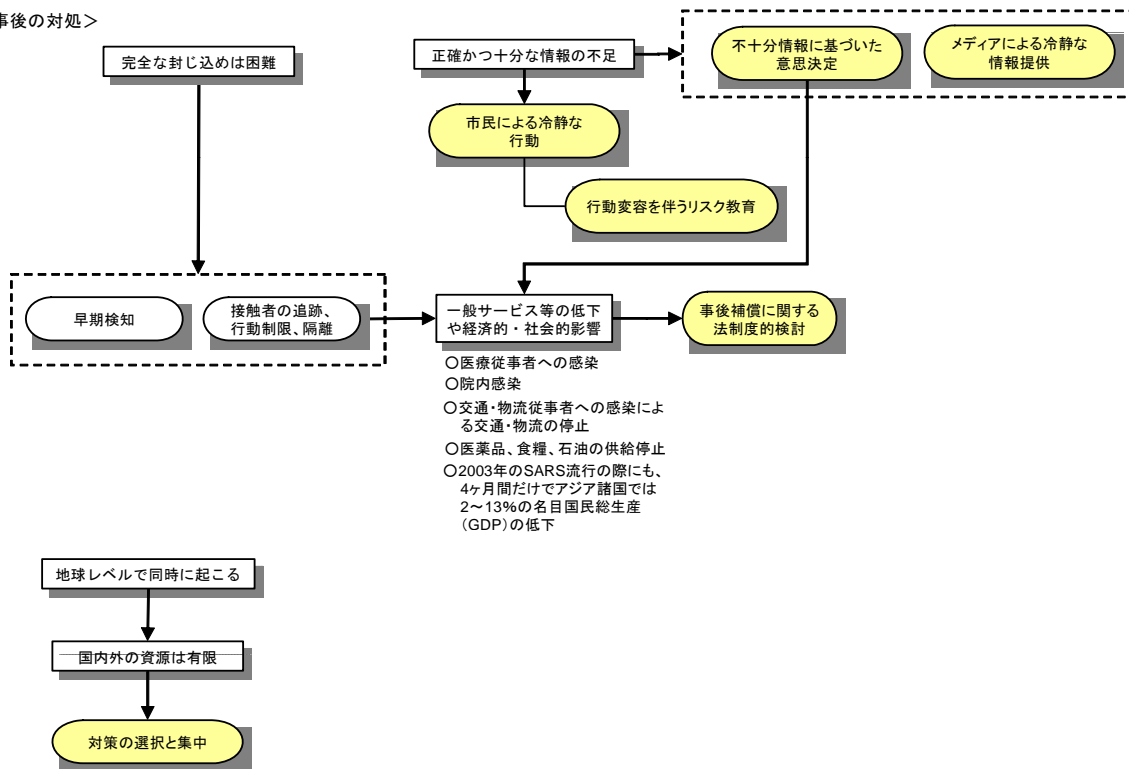 事後の対処>
完全な封じ込めは困難
正確かつ十分な情報の不足
不十分情報に基づいた
意思決定
メディアによる冷静な
情報提供
市民による冷静な
行動
行動変容を伴うリスク教育
早期検知
接触者の追跡、
行動制限、隔離
一般サービス等の低下
や経済的・社会的影響
事後補償に関する
法制度的検討
○医療従事者への感染
○院内感染
○交通・物流従事者への感染によ
る交通・物流の停止
○医薬品、食糧、石油の供給停止
○2003年のSARS流行の際にも、
4ヶ月間だけでアジア諸国では
2～13%の名目国民総生産
(GDP)の低下
地球レベルで同時に起こる
国内外の資源は有限
対策の選択と集中